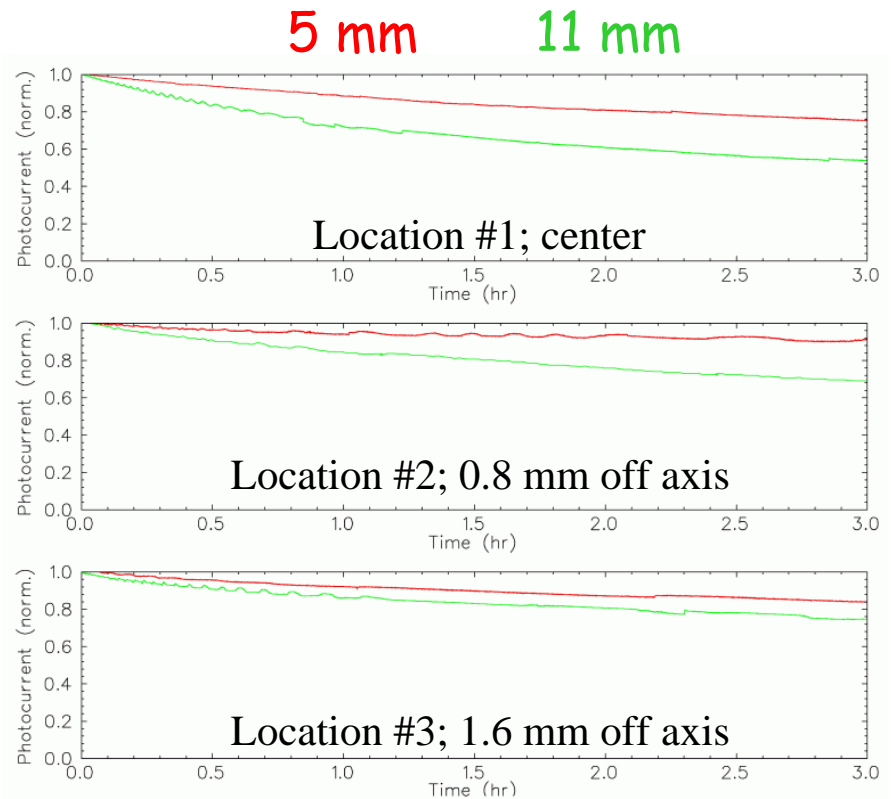 5 mm 11 mm
Photocurrent (norm.)
1.0
0.8
0.6
0.4
0.2
0.0
Location #1; center
0.0 0.5 1.0 1.5 2.0 2.5 3.0
Time (hr)
Photocurrent (norm.)
1.0
0.8
0.6
0.4
0.2
0.0
Location #2; 0.8 mm off axis
0.0 0.5 1.0 1.5 2.0 2.5 3.0
Time (hr)
Photocurrent (norm.)
1.0
0.8
0.6
0.4
0.2
0.0
Location #3; 1.6 mm off axis
0.0 0.5 1.0 1.5 2.0 2.5 3.0
Time (hr)